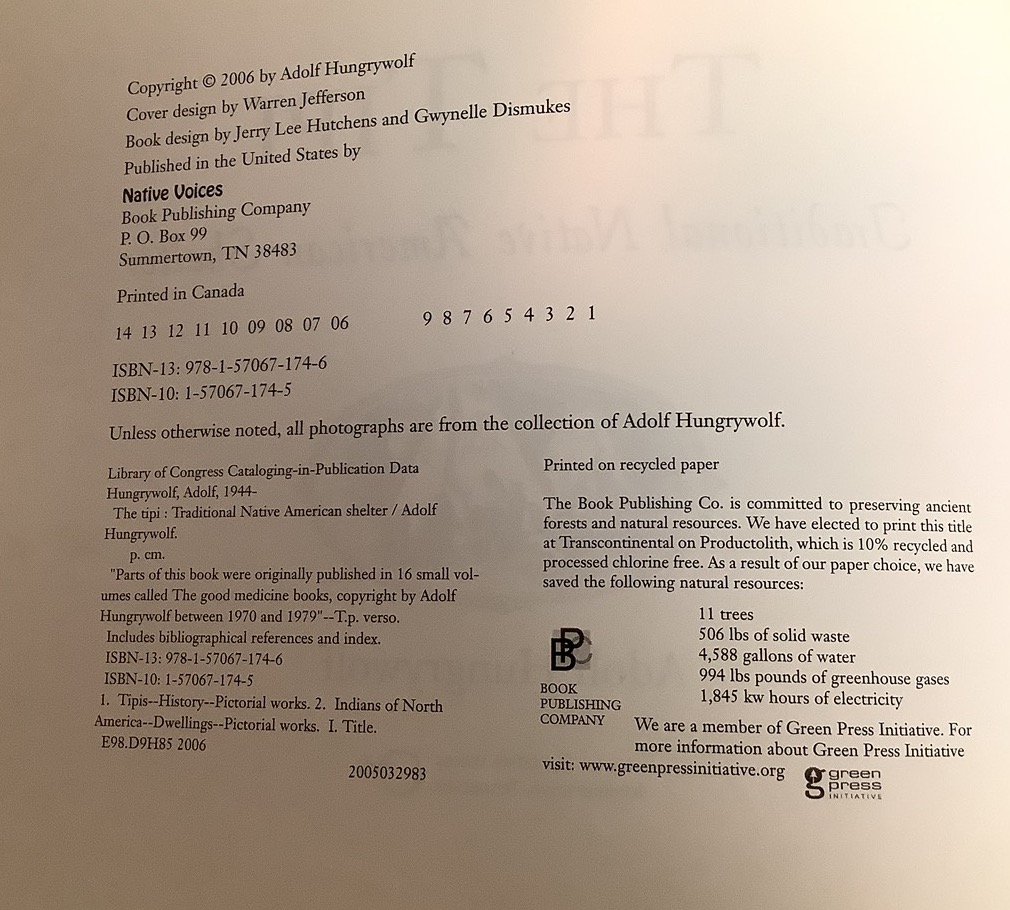 Copyright © 2006 by Adolf Hungrywolf
Cover design by Warren Jefferson
Book design by Jerry Lee Hutchens and Gwynelle Dismukes
Published in the United States by
Native Voices
Book Publishing Company
P. O. Box 99
Summertown, TN 38483
Printed in Canada
14 13 12 11 10 09 08 07 06 9 8 7 6 5 4 3 2 1
ISBN-13: 978-1-57067-174-6
ISBN-10: 1-57067-174-5
Unless otherwise noted, all photographs are from the collection of Adolf Hungrywolf.
Library of Congress Cataloging-in-Publication Data
Hungrywolf, Adolf, 1944-
The tipi : Traditional Native American shelter / Adolf
Hungrywolf.
p. cm.
"Parts of this book were originally published in 16 small vol-
umes called The good medicine books, copyright by Adolf
Hungrywolf between 1970 and 1979"--T.p. verso.
Includes bibliographical references and index.
ISBN-13: 978-1-57067-174-6
ISBN-10: 1-57067-174-5
1. Tipis--History--Pictorial works. 2. Indians of North
America--Dwellings--Pictorial works. I. Title.
E98.D9H85 2006
2005032983
Printed on recycled paper
The Book Publishing Co. is committed to preserving ancient
forests and natural resources. We have elected to print this title
at Transcontinental on Productolith, which is 10% recycled and
processed chlorine free. As a result of our paper choice, we have
saved the following natural resources:
11 trees
506 lbs of solid waste
4,588 gallons of water
994 lbs pounds of greenhouse gases
1,845 kw hours of electricity
BPC
BOOK
PUBLISHING
COMPANY
We are a member of Green Press Initiative. For
more information about Green Press Initiative
visit: www.greenpressinitiative.org
green
press
INITIATIVE